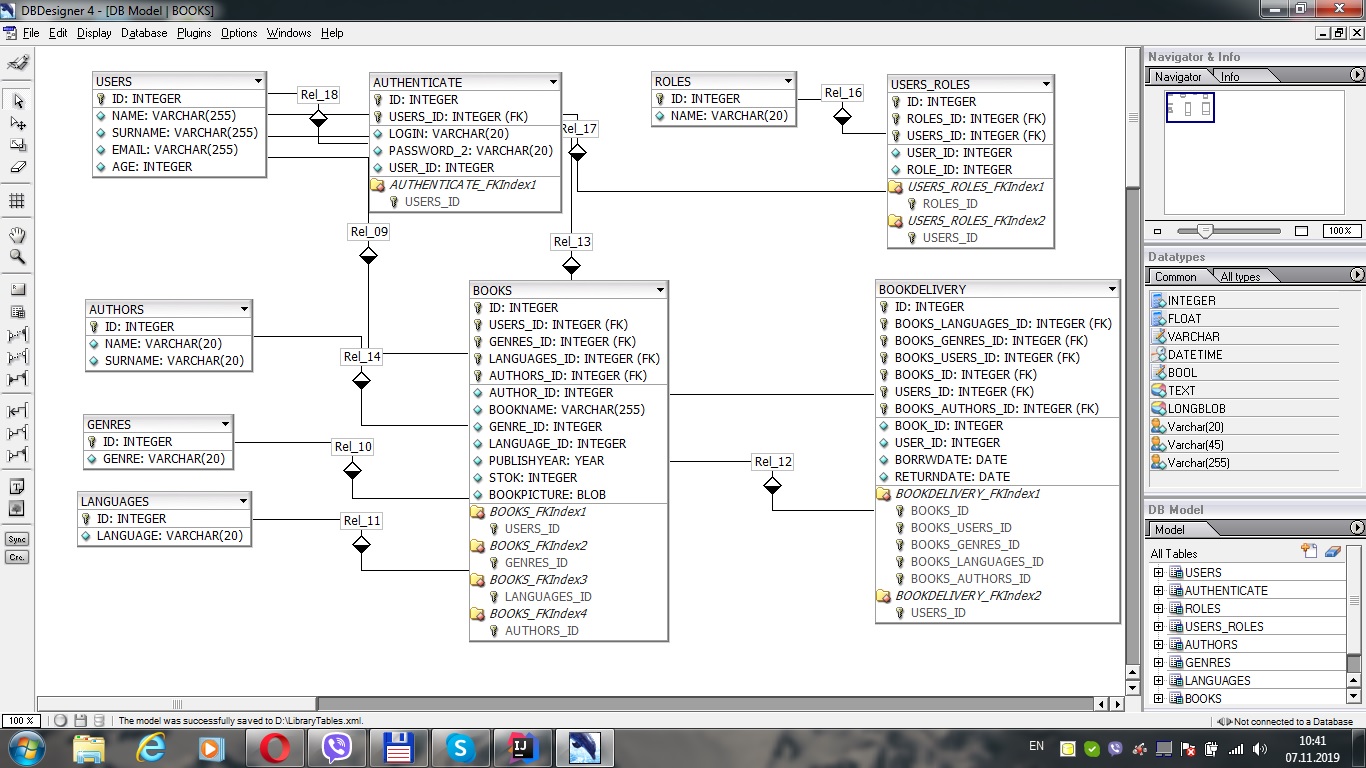 DBDesigner 4 - [DB Model | BOOKS]
File Edit Display Database Plugins Options Windows Help
USERS
ID: INTEGER
NAME: VARCHAR(255)
SURNAME: VARCHAR(255)
EMAIL: VARCHAR(255)
AGE: INTEGER
Rel_18
AUTHENTICATE
ID: INTEGER
USERS_ID: INTEGER (FK)
LOGIN: VARCHAR(20)
PASSWORD_2: VARCHAR(20)
USER_ID: INTEGER
AUTHENTICATE_FKIndex1
USERS_ID
Rel_17
ROLES
ID: INTEGER
NAME: VARCHAR(20)
Rel_16
USERS_ROLES
ID: INTEGER
ROLES_ID: INTEGER (FK)
USERS_ID: INTEGER (FK)
USER_ID: INTEGER
ROLE_ID: INTEGER
USERS_ROLES_FKIndex1
ROLES_ID
USERS_ROLES_FKIndex2
USERS_ID
Rel_09
Rel_13
AUTHORS
ID: INTEGER
NAME: VARCHAR(20)
SURNAME: VARCHAR(20)
Rel_14
GENRES
ID: INTEGER
GENRE: VARCHAR(20)
Rel_10
LANGUAGES
ID: INTEGER
LANGUAGE: VARCHAR(20)
Rel_11
BOOKS
ID: INTEGER
USERS_ID: INTEGER (FK)
GENRES_ID: INTEGER (FK)
LANGUAGES_ID: INTEGER (FK)
AUTHORS_ID: INTEGER (FK)
AUTHOR_ID: INTEGER
BOOKNAME: VARCHAR(255)
GENRE_ID: INTEGER
LANGUAGE_ID: INTEGER
PUBLISHYEAR: YEAR
STOK: INTEGER
BOOKPICTURE: BLOB
BOOKS_FKIndex1
USERS_ID
BOOKS_FKIndex2
GENRES_ID
BOOKS_FKIndex3
LANGUAGES_ID
BOOKS_FKIndex4
AUTHORS_ID
Rel_12
BOOKDELIVERY
ID: INTEGER
BOOKS_LANGUAGES_ID: INTEGER (FK)
BOOKS_GENRES_ID: INTEGER (FK)
BOOKS_USERS_ID: INTEGER (FK)
BOOKS_ID: INTEGER (FK)
USERS_ID: INTEGER (FK)
BOOKS_AUTHORS_ID: INTEGER (FK)
BOOK_ID: INTEGER
USER_ID: INTEGER
BORRWDATE: DATE
RETURNDATE: DATE
BOOKDELIVERY_FKIndex1
BOOKS_ID
BOOKS_USERS_ID
BOOKS_GENRES_ID
BOOKS_LANGUAGES_ID
BOOKS_AUTHORS_ID
BOOKDELIVERY_FKIndex2
USERS_ID
Navigator & Info
Navigator Info
100%
Datatypes
Common All types
INTEGER
FLOAT
VARCHAR
DATETIME
BOOL
TEXT
LONGBLOB
Varchar(20)
Varchar(45)
Varchar(255)
DB Model
Model
All Tables
USERS
AUTHENTICATE
ROLES
USERS_ROLES
AUTHORS
GENRES
LANGUAGES
BOOKS
Sync
Crc.
100 % The model was successfully saved to D:\LibraryTables.xml. Not connected to a Database
EN
10:41
07.11.2019